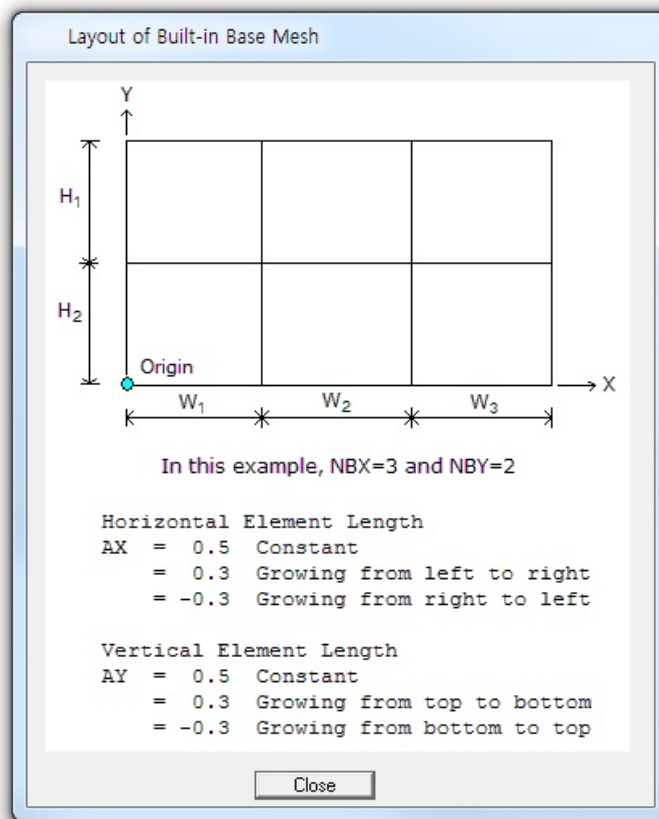 Layout of Built-in Base Mesh
Y
H1
H2
Origin
X
W1 W2 W3
In this example, NBX=3 and NBY=2
Horizontal Element Length
AX = 0.5 Constant
= 0.3 Growing from left to right
= -0.3 Growing from right to left
Vertical Element Length
AY = 0.5 Constant
= 0.3 Growing from top to bottom
= -0.3 Growing from bottom to top
Close